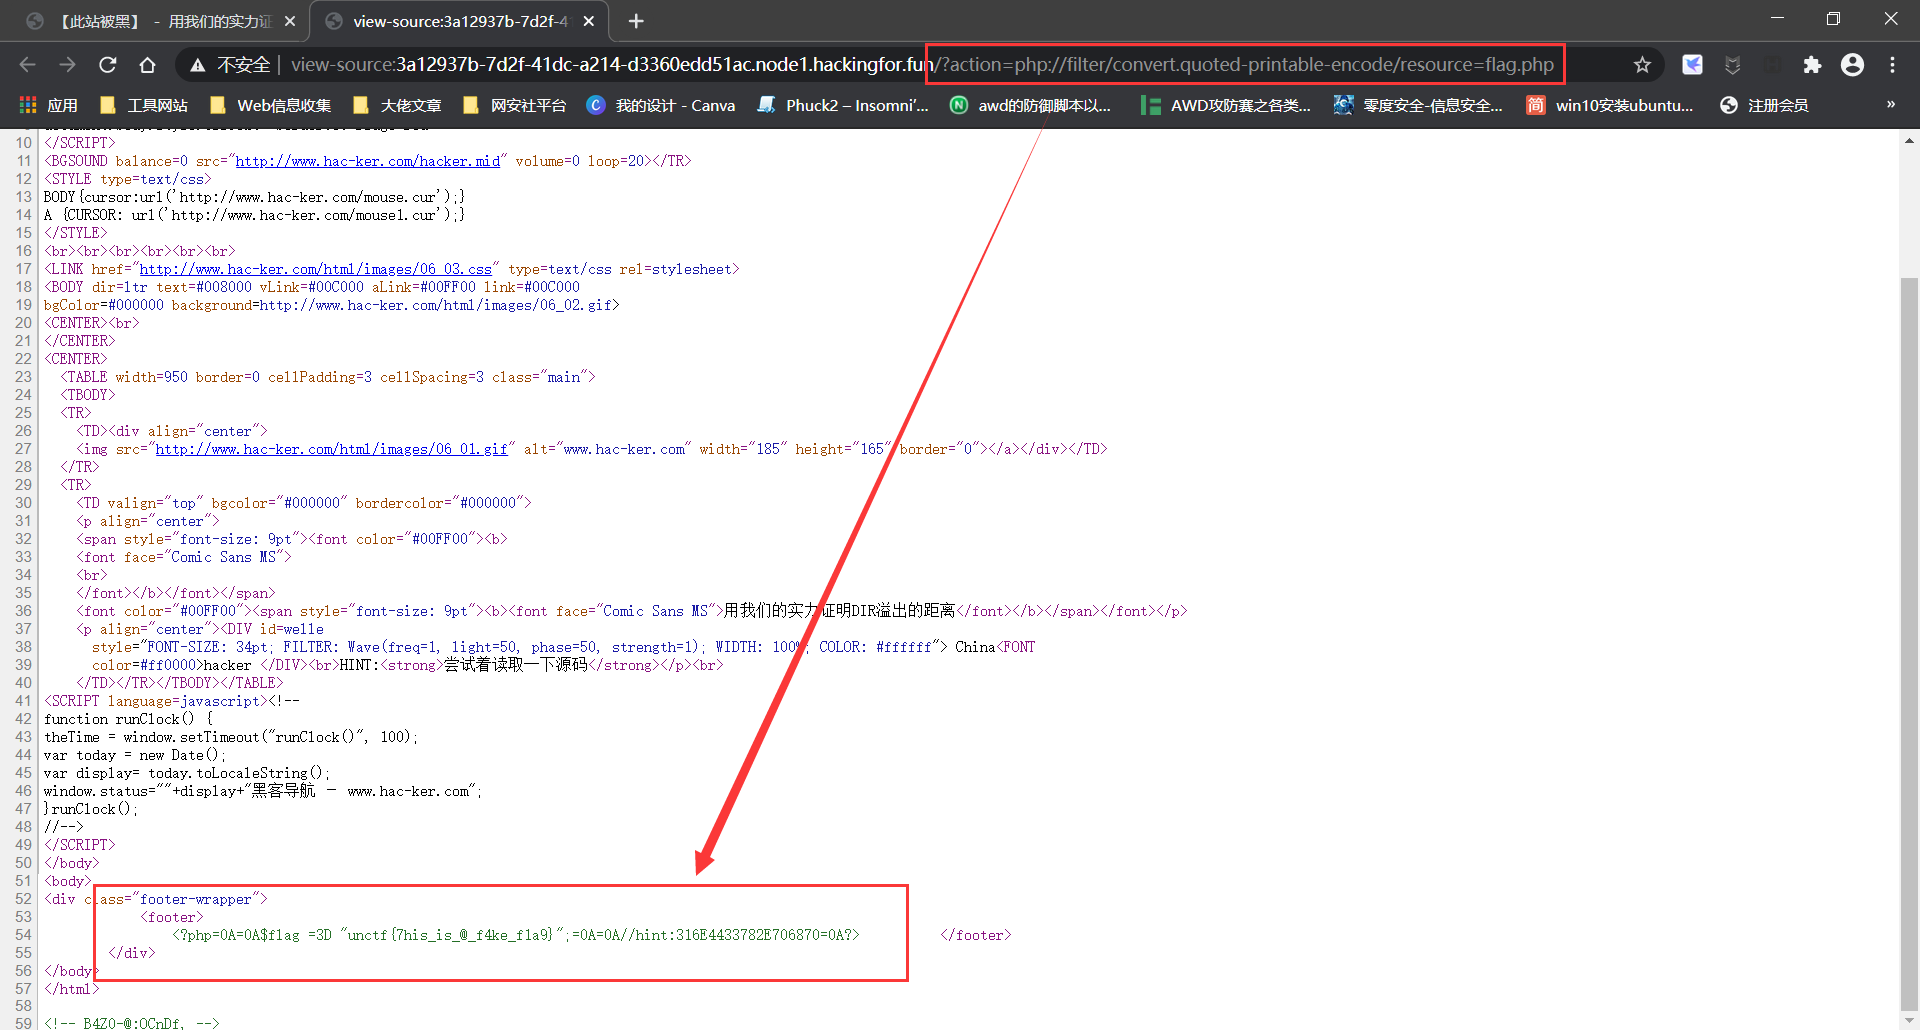 【此站被黑】 - 用我们的实力证
view-source:3a12937b-7d2f-41
不安全 | view-source:3a12937b-7d2f-41dc-a214-d3360edd51ac.node1.hackingfor.fun/?action=php://filter/convert.quoted-printable-encode/resource=flag.php
应用 工具网站 Web信息收集 大佬文章 网安社平台 我的设计 - Canva Phuck2 – Insomni'... awd的防御脚本以... AWD攻防赛之各类... 零度安全-信息安全... win10安装ubuntu... 注册会员 »
10 </SCRIPT>
11 <BGSOUND balance=0 src="http://www.hac-ker.com/hacker.mid" volume=0 loop=20></TR>
12 <STYLE type=text/css>
13 BODY{cursor:url('http://www.hac-ker.com/mouse.cur');}
14 A {CURSOR: url('http://www.hac-ker.com/mouse1.cur');}
15 </STYLE>
16 <br><br><br><br><br><br>
17 <LINK href="http://www.hac-ker.com/html/images/06_03.css" type=text/css rel=stylesheet>
18 <BODY dir=ltr text=#008000 vLink=#00C000 aLink=#00FF00 link=#00C000
19 bgColor=#000000 background=http://www.hac-ker.com/html/images/06_02.gif>
20 <CENTER><br>
21 </CENTER>
22 <CENTER>
23 <TABLE width=950 border=0 cellPadding=3 cellSpacing=3 class="main">
24 <TBODY>
25 <TR>
26 <TD><div align="center">
27 <img src="http://www.hac-ker.com/html/images/06_01.gif" alt="www.hac-ker.com" width="185" height="165" border="0"></a></div></TD>
28 </TR>
29 <TR>
30 <TD valign="top" bgcolor="#000000" bordercolor="#000000">
31 <p align="center">
32 <span style="font-size: 9pt"><font color="#00FF00"><b>
33 <font face="Comic Sans MS">
34 <br>
35 </font></b></font></span>
36 <font color="#00FF00"><span style="font-size: 9pt"><b><font face="Comic Sans MS">用我们的实力证明DIR溢出的距离</font></b></span></font></p>
37 <p align="center"><DIV id=welle
38 style="FONT-SIZE: 34pt; FILTER: Wave(freq=1, light=50, phase=50, strength=1); WIDTH: 100%; COLOR: #ffffff"> China<FONT
39 color=#ff0000>hacker </DIV><br>HINT:<strong>尝试着读取一下源码</strong></p><br>
40 </TD></TR></TBODY></TABLE>
41 <SCRIPT language=javascript><!--
42 function runClock() {
43 theTime = window.setTimeout("runClock()", 100);
44 var today = new Date();
45 var display= today.toLocaleString();
46 window.status=""+display+"黑客导航 － www.hac-ker.com";
47 }runClock();
48 //-->
49 </SCRIPT>
50 </body>
51 <body>
52 <div class="footer-wrapper">
53 <footer>
54 <?php=0A=0A$flag =3D "unctf{7his_is_@_f4ke_f1a9}";=0A=0A//hint:316E4433782E706870=0A?> </footer>
55 </div>
56 </body>
57 </html>
58
59 <!-- B4Z0-@:OCnDf, -->